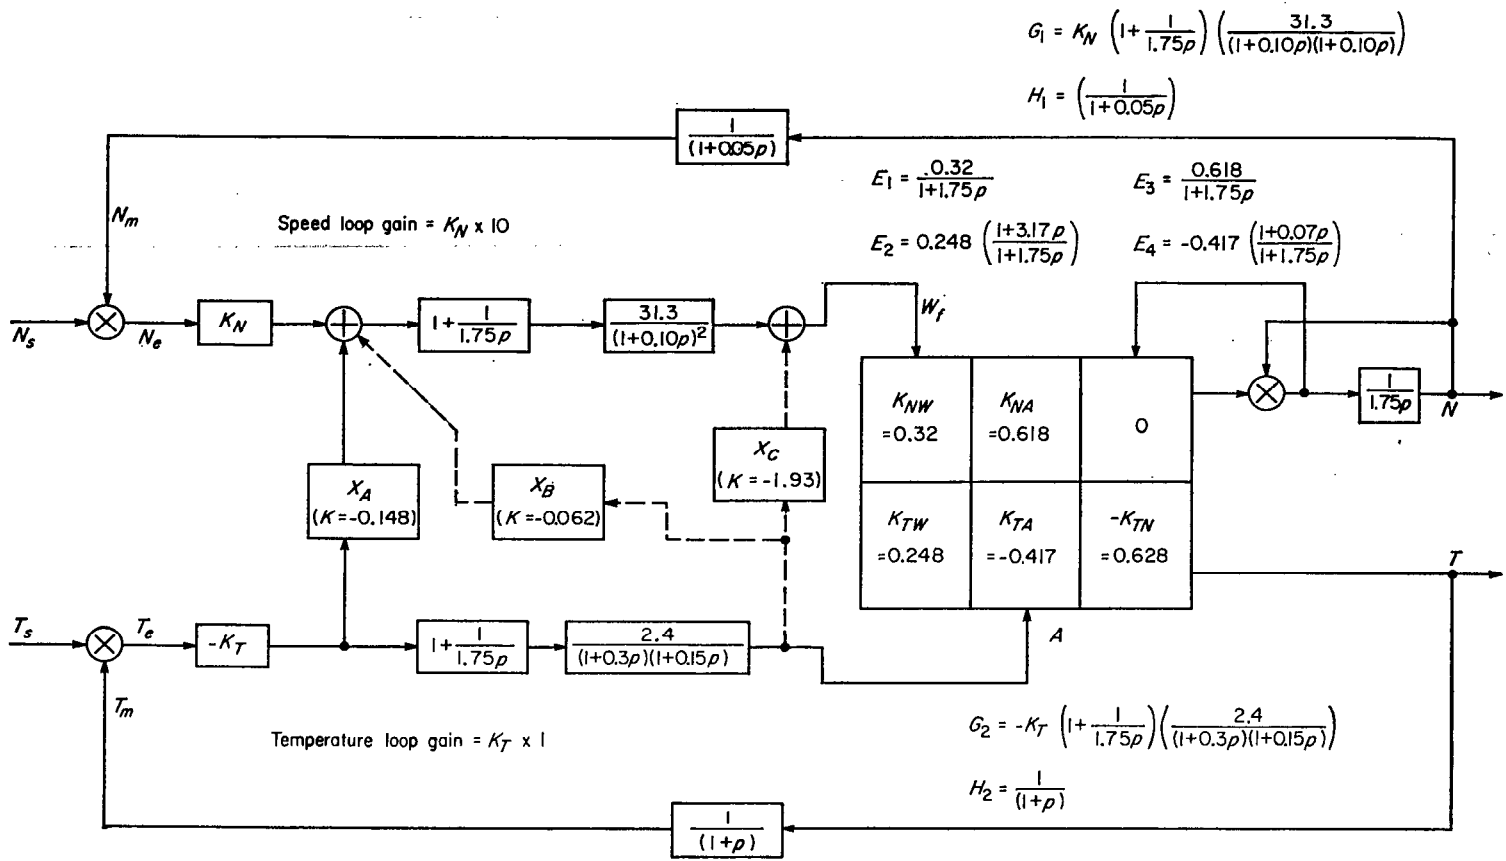 G₁ = K_N (1+ 1/1.75p) (31.3/(1+0.10p)(1+0.10p))
H₁ = (1/1+0.05p)
1/(1+0.05p)
E₁ = 0.32/1+1.75p
E₃ = 0.618/1+1.75p
N_m
Speed loop gain = K_N x 10
E₂ = 0.248 (1+3.17p/1+1.75p)
E₄ = -0.417 (1+0.07p/1+1.75p)
N_s
N_e
K_N
1+ 1/1.75p
31.3/(1+0.10p)²
W_f
K_NW
=0.32
K_NA
=0.618
0
1/1.75p
N
X_A
(K=-0.148)
X_B
(K=-0.062)
X_C
(K=-1.93)
K_TW
=0.248
K_TA
=-0.417
-K_TN
=0.628
T
T_s
T_e
-K_T
1+ 1/1.75p
2.4/(1+0.3p)(1+0.15p)
A
T_m
Temperature loop gain = K_T x 1
G₂ = -K_T (1+ 1/1.75p)(2.4/(1+0.3p)(1+0.15p))
H₂ = 1/(1+p)
1/(1+p)